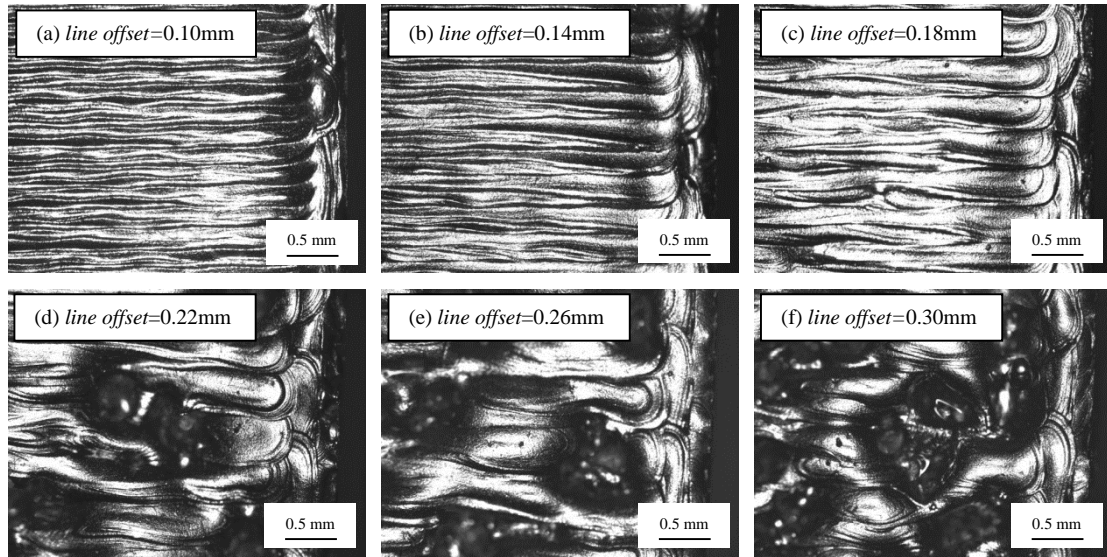 (a) line offset=0.10mm
0.5 mm
(b) line offset=0.14mm
0.5 mm
(c) line offset=0.18mm
0.5 mm
(d) line offset=0.22mm
0.5 mm
(e) line offset=0.26mm
0.5 mm
(f) line offset=0.30mm
0.5 mm